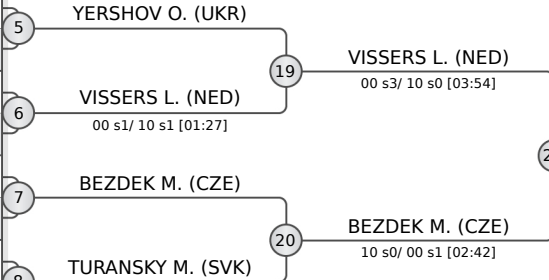 5
YERSHOV O. (UKR)
19
VISSERS L. (NED)
00 s3/ 10 s0 [03:54]
6
VISSERS L. (NED)
00 s1/ 10 s1 [01:27]
7
BEZDEK M. (CZE)
20
BEZDEK M. (CZE)
10 s0/ 00 s1 [02:42]
TURANSKY M. (SVK)
8